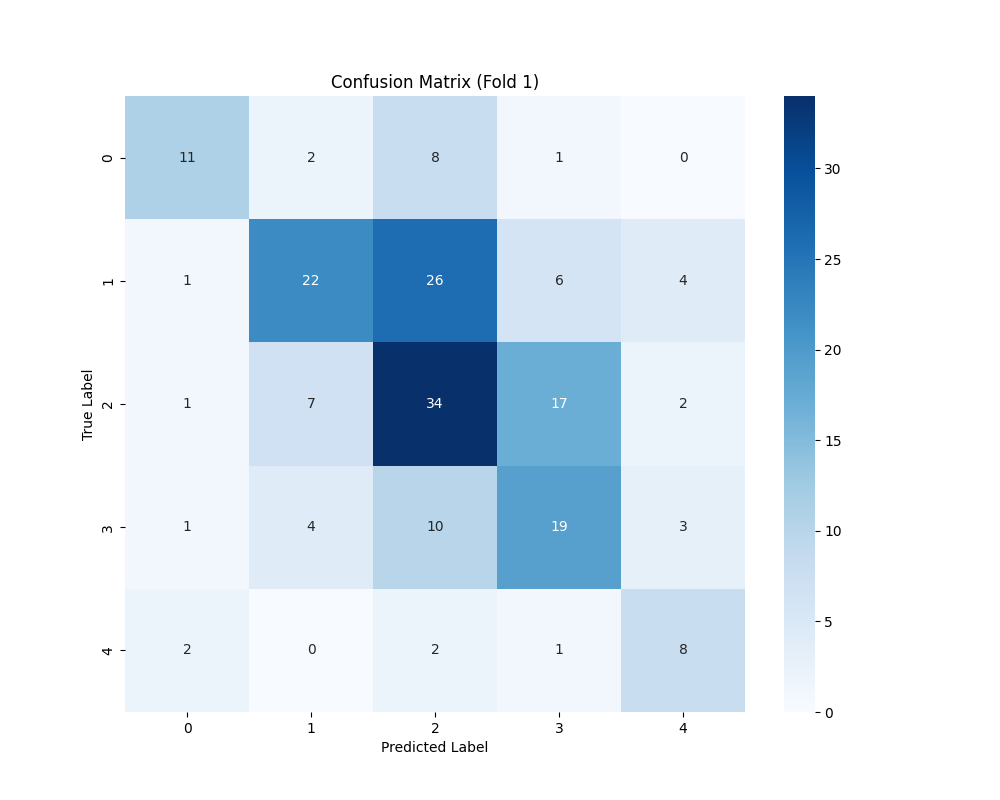 Confusion Matrix (Fold 1)
0 11 2 8 1 0
1 1 22 26 6 4
2 1 7 34 17 2
3 1 4 10 19 3
4 2 0 2 1 8
0 1 2 3 4
True Label
Predicted Label
30
25
20
15
10
5
0